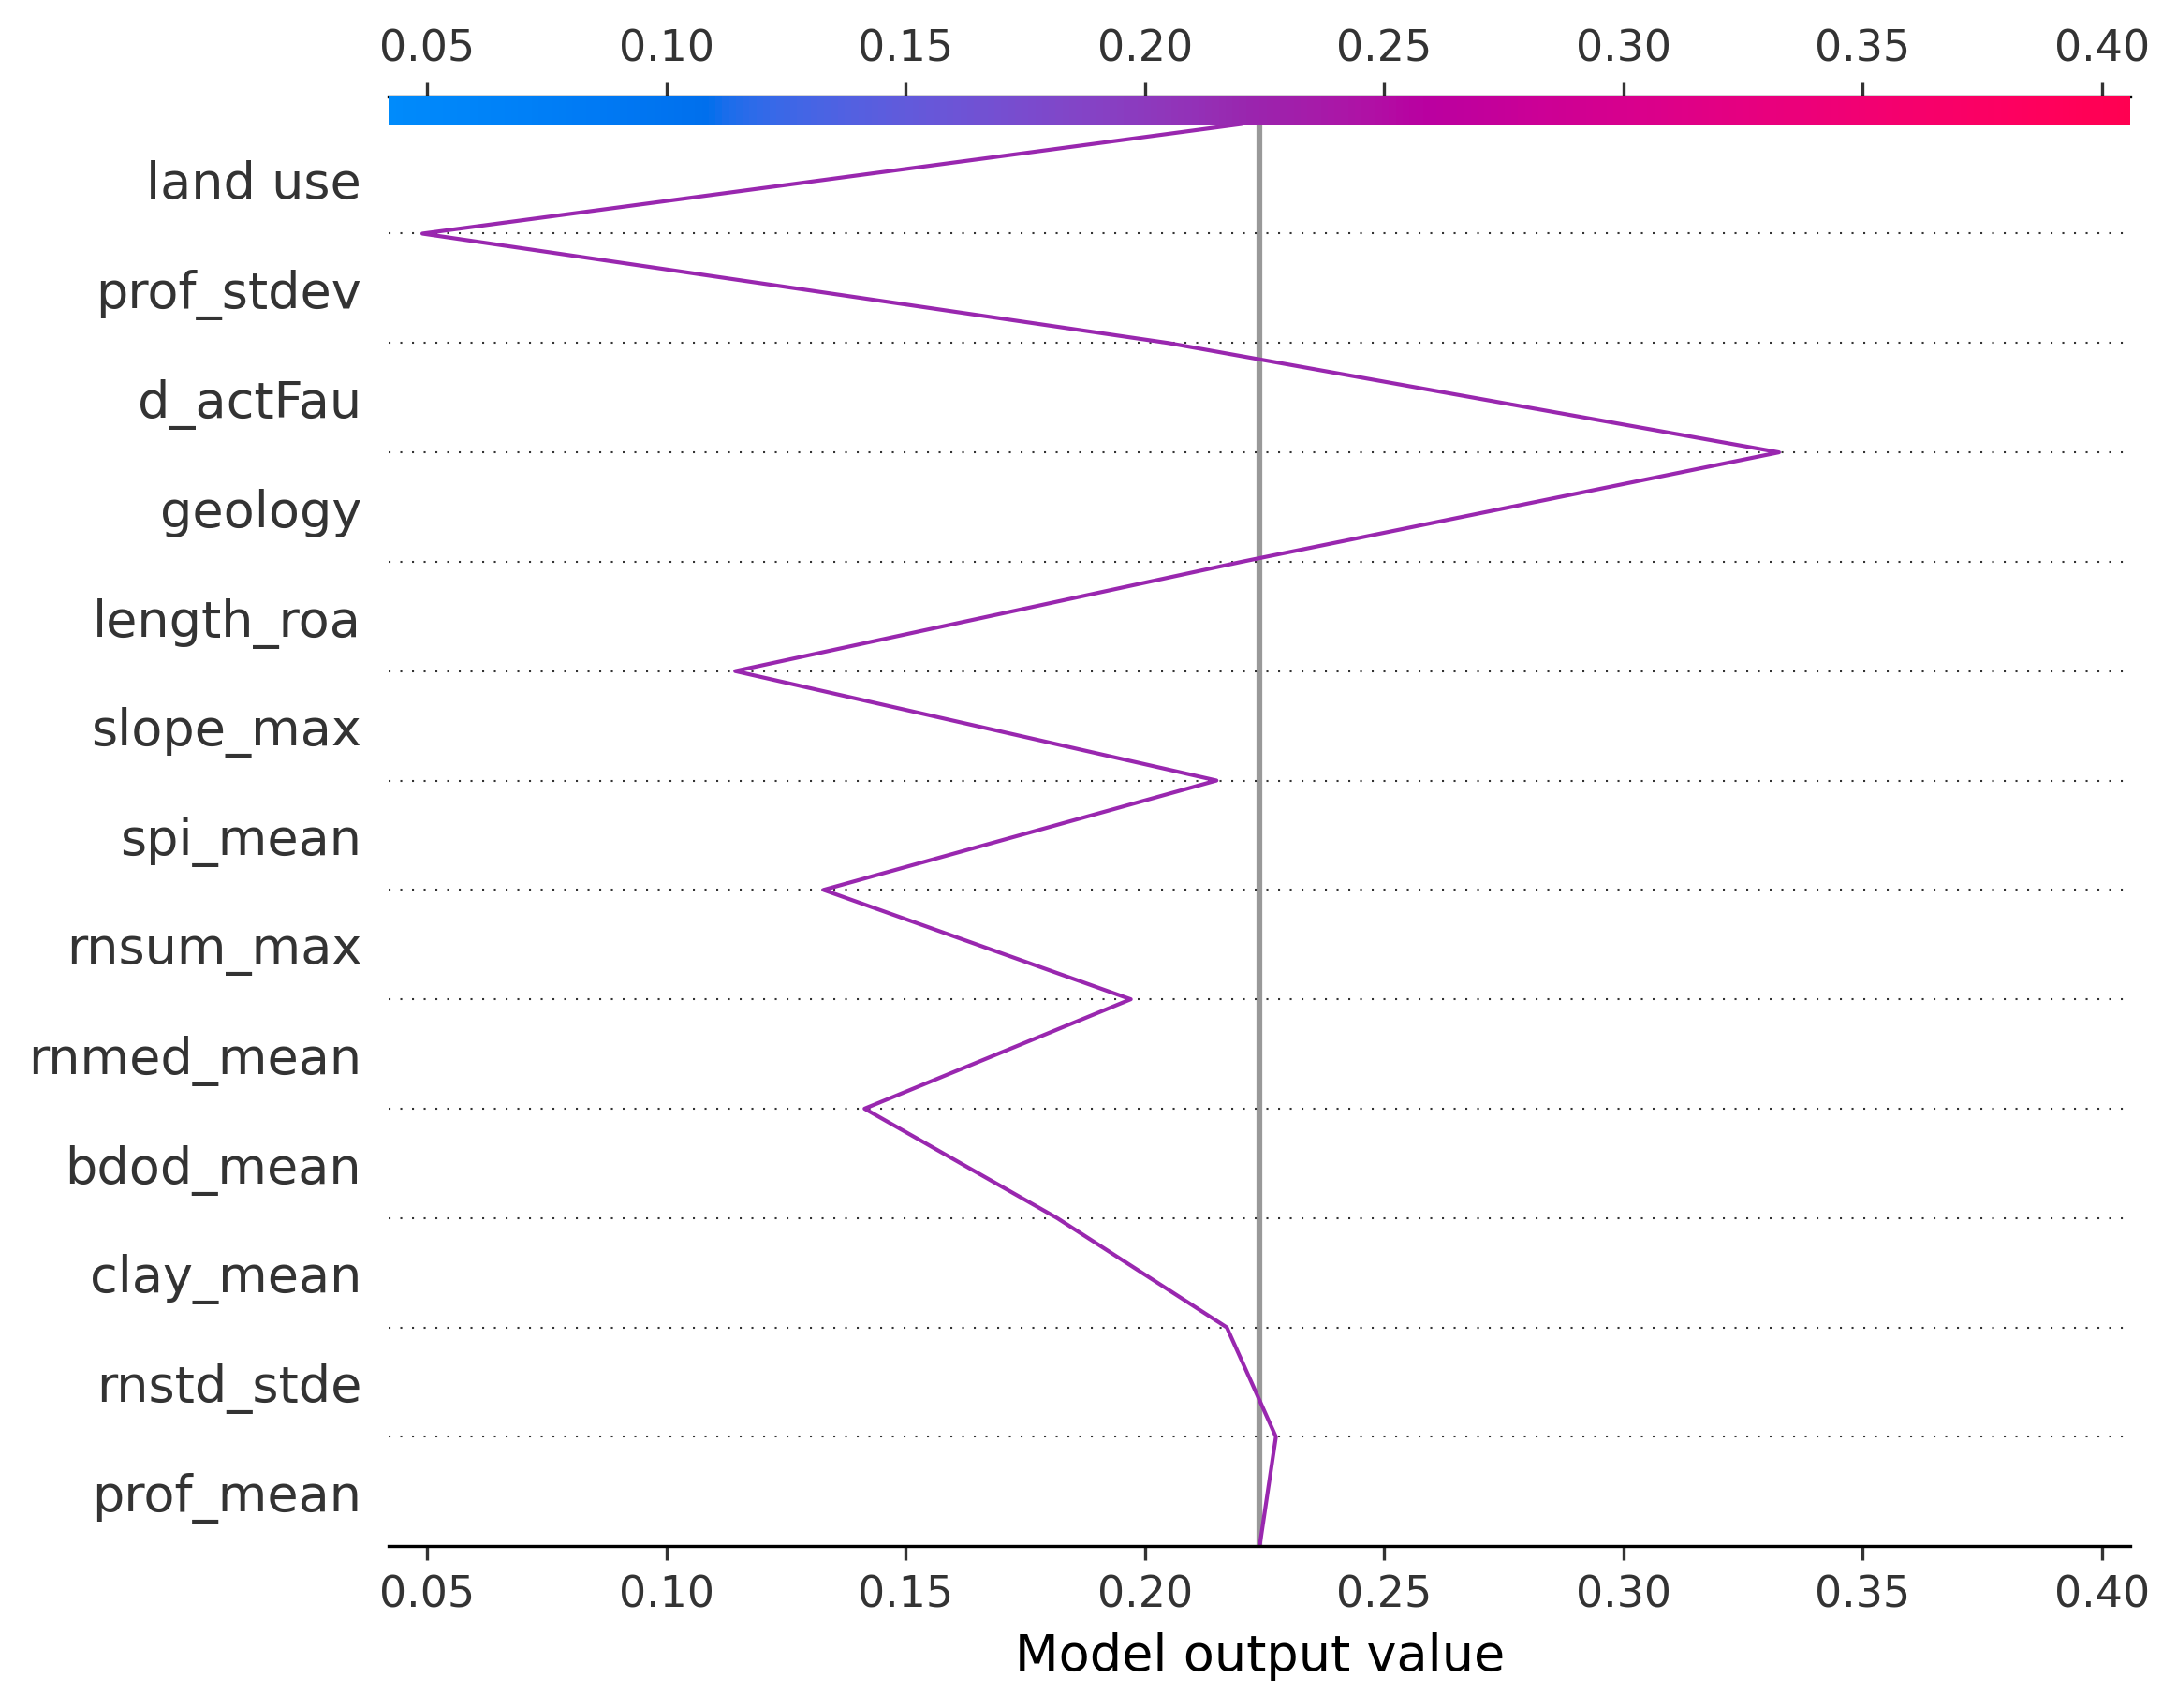 0.05 0.10 0.15 0.20 0.25 0.30 0.35 0.40
land use
prof_stdev
d_actFau
geology
length_roa
slope_max
spi_mean
rnsum_max
rnmed_mean
bdod_mean
clay_mean
rnstd_stde
prof_mean
0.05 0.10 0.15 0.20 0.25 0.30 0.35 0.40
Model output value